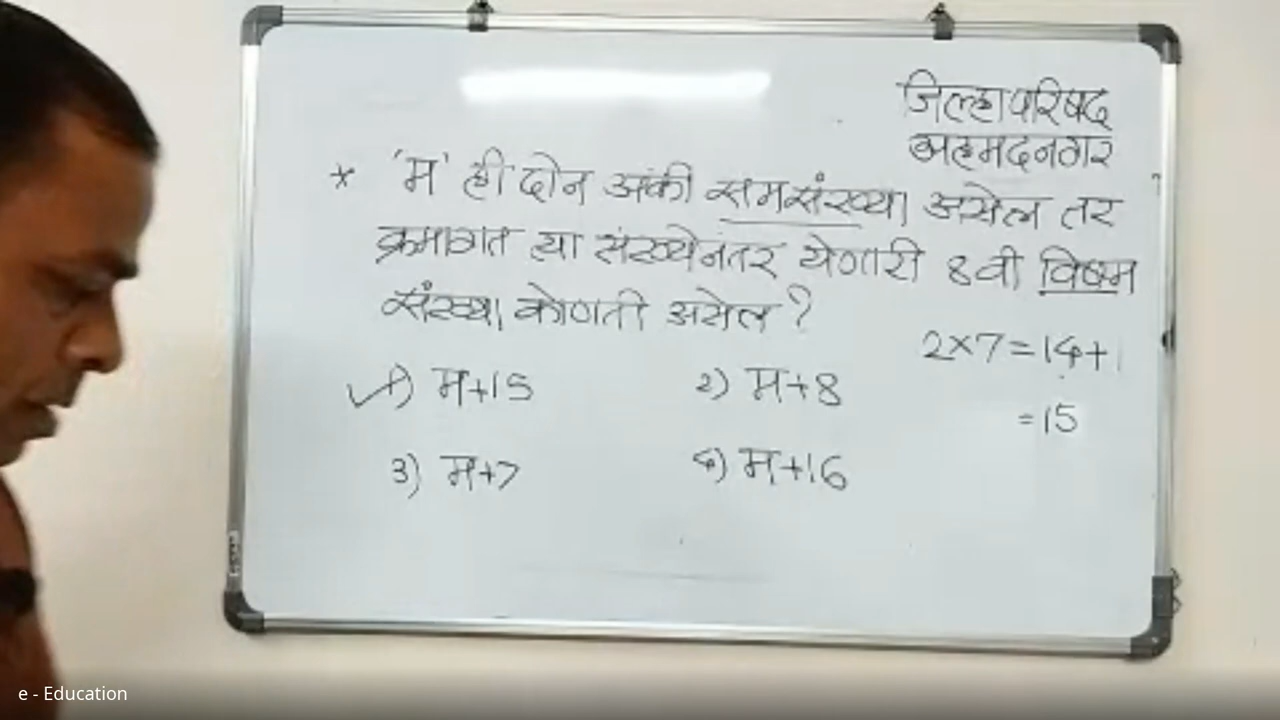 जिल्हा परिषद
अहमदनगर
* 'म' ही दोन अंकी समसंख्या असेल तर
क्रमागत त्या संख्येनंतर येणारी 8वी विषम
संख्या कोणती असेल?
2×7=14+1
=15
1) म+15
2) म+8
3) म+7
4) म+16
e - Education